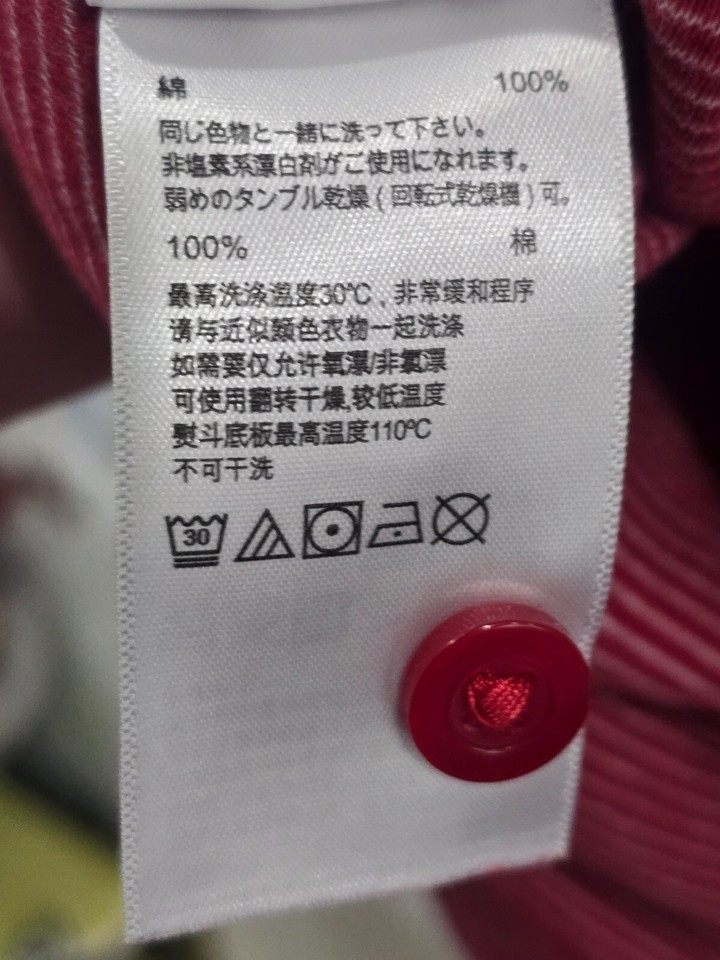 綿 100%
同じ色物と一緒に洗って下さい。
非塩素系漂白剤がご使用になれます。
弱めのタンブル乾燥 ( 回転式乾燥機 ) 可。
100% 棉
最高洗涤温度30℃ , 非常缓和程序
请与近似颜色衣物一起洗涤
如需要仅允许氧漂/非氯漂
可使用翻转干燥,较低温度
熨斗底板最高温度110℃
不可干洗
30